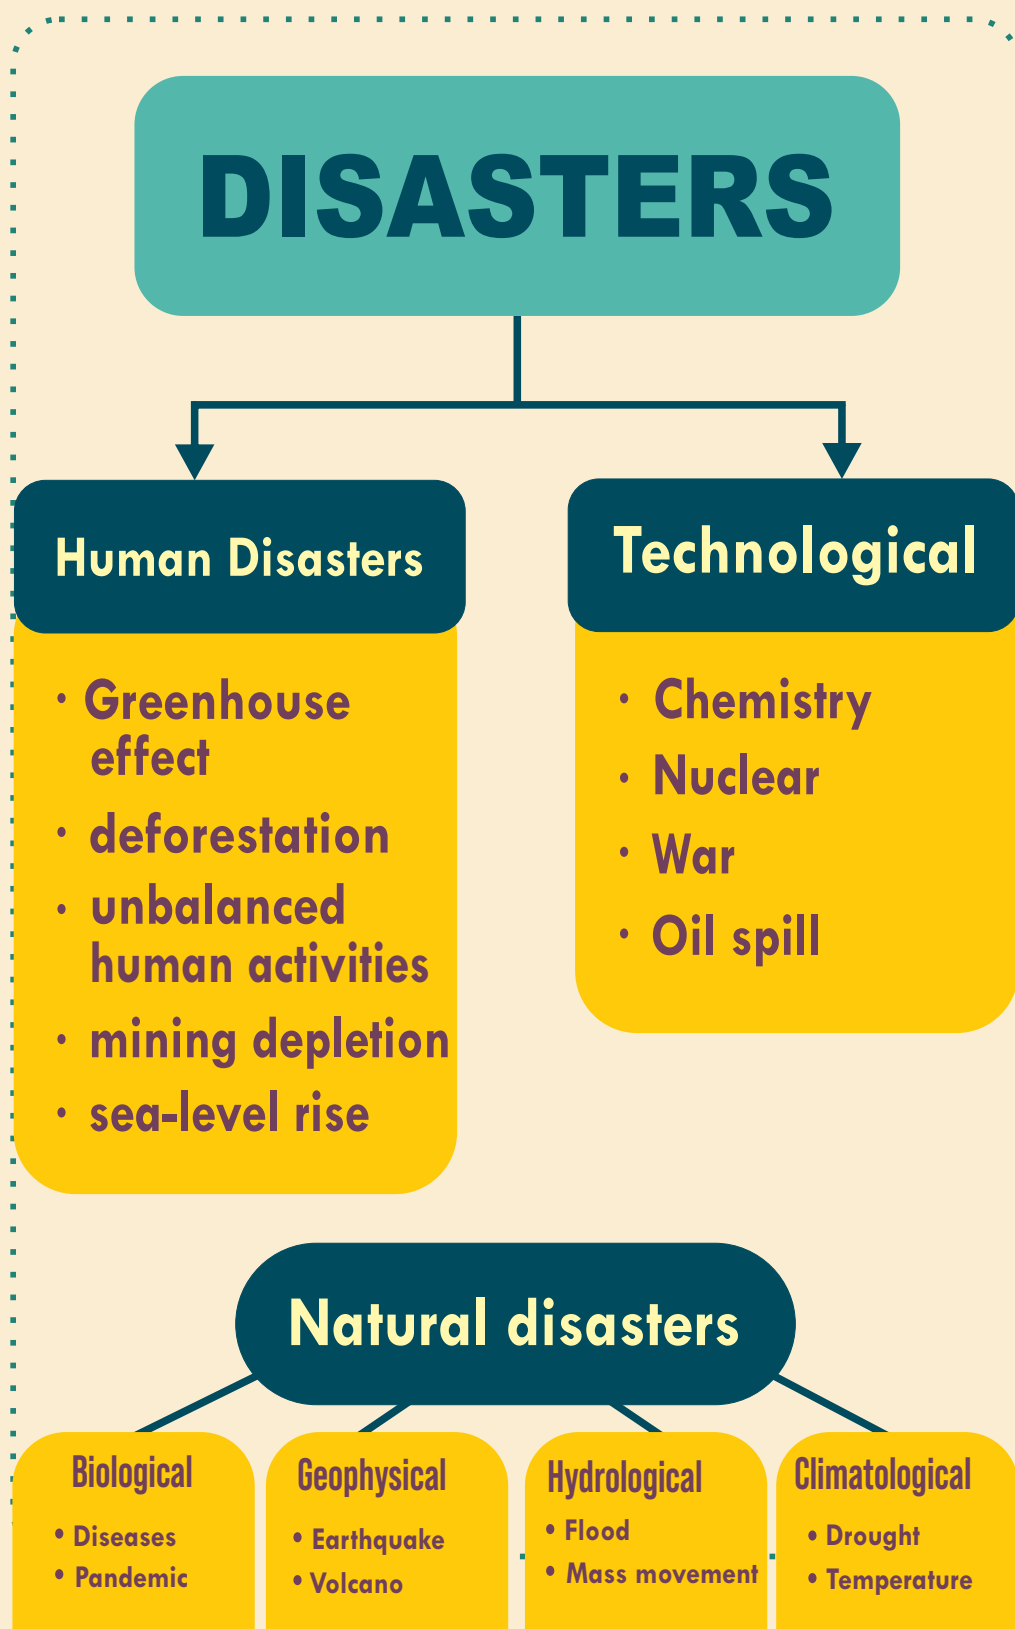 DISASTERS
Human Disasters
• Greenhouse
effect
• deforestation
• unbalanced
human activities
• mining depletion
• sea-level rise
Technological
• Chemistry
• Nuclear
• War
• Oil spill
Natural disasters
Biological
• Diseases
• Pandemic
Geophysical
• Earthquake
• Volcano
Hydrological
• Flood
• Mass movement
Climatological
• Drought
• Temperature